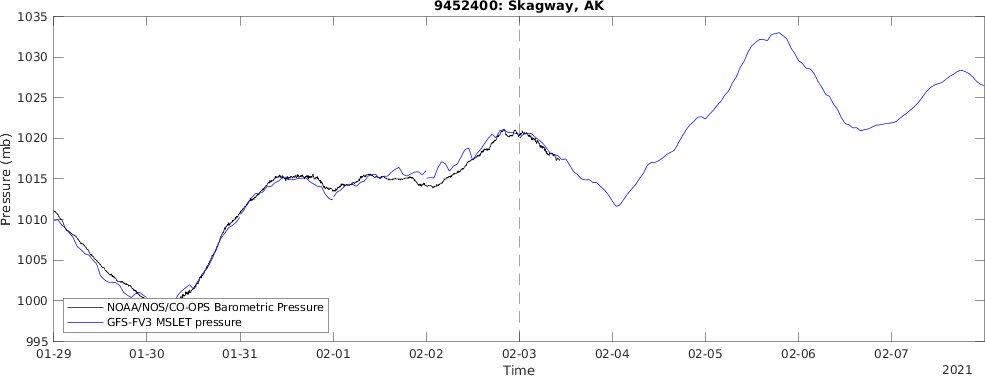 9452400: Skagway, AK
1035
1030
1025
1020
1015
1010
1005
1000
995
Pressure (mb)
NOAA/NOS/CO-OPS Barometric Pressure
GFS-FV3 MSLET pressure
01-29 01-30 01-31 02-01 02-02 02-03 02-04 02-05 02-06 02-07
Time
2021